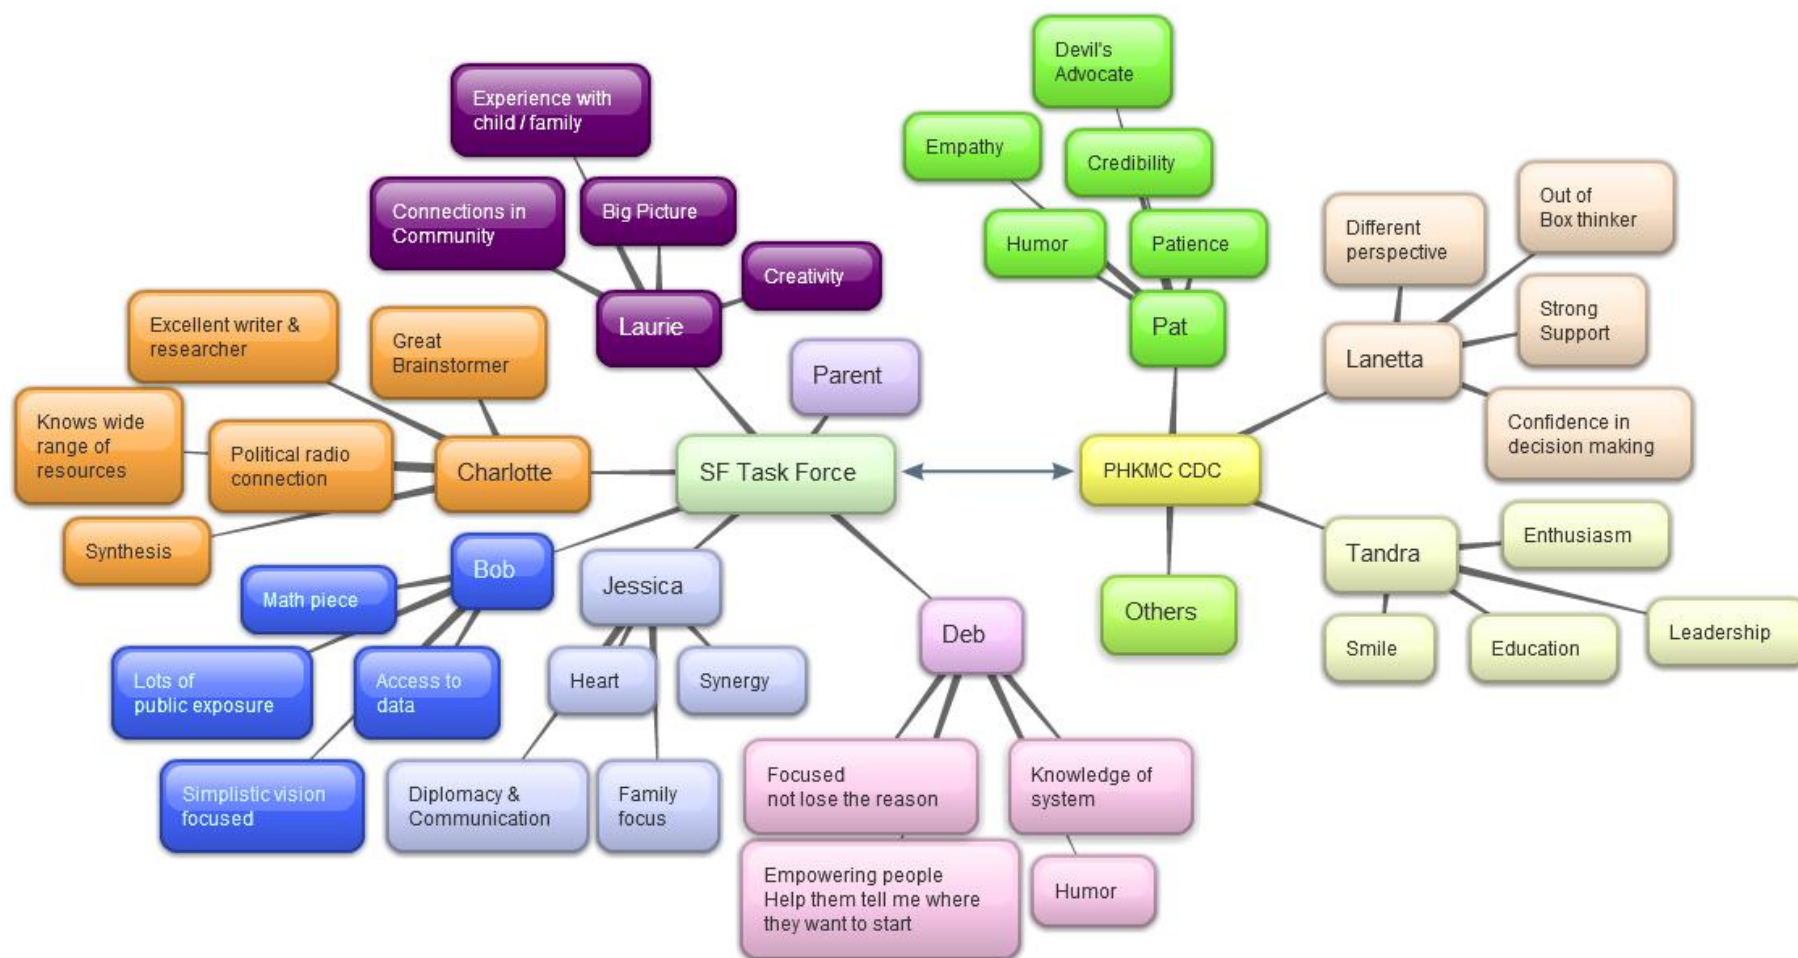 Devil's
Advocate
Experience with
child / family
Empathy
Credibility
Connections in
Community
Big Picture
Humor
Patience
Different
perspective
Out of
Box thinker
Creativity
Laurie
Pat
Strong
Support
Lanetta
Excellent writer &
researcher
Great
Brainstormer
Parent
Confidence in
decision making
Knows wide
range of
resources
Political radio
connection
Charlotte
SF Task Force
PHKMC CDC
Synthesis
Enthusiasm
Tandra
Bob
Jessica
Math piece
Others
Deb
Smile
Education
Leadership
Lots of
public exposure
Access to
data
Heart
Synergy
Simplistic vision
focused
Diplomacy &
Communication
Family
focus
Focused
not lose the reason
Knowledge of
system
Empowering people
Help them tell me where
they want to start
Humor